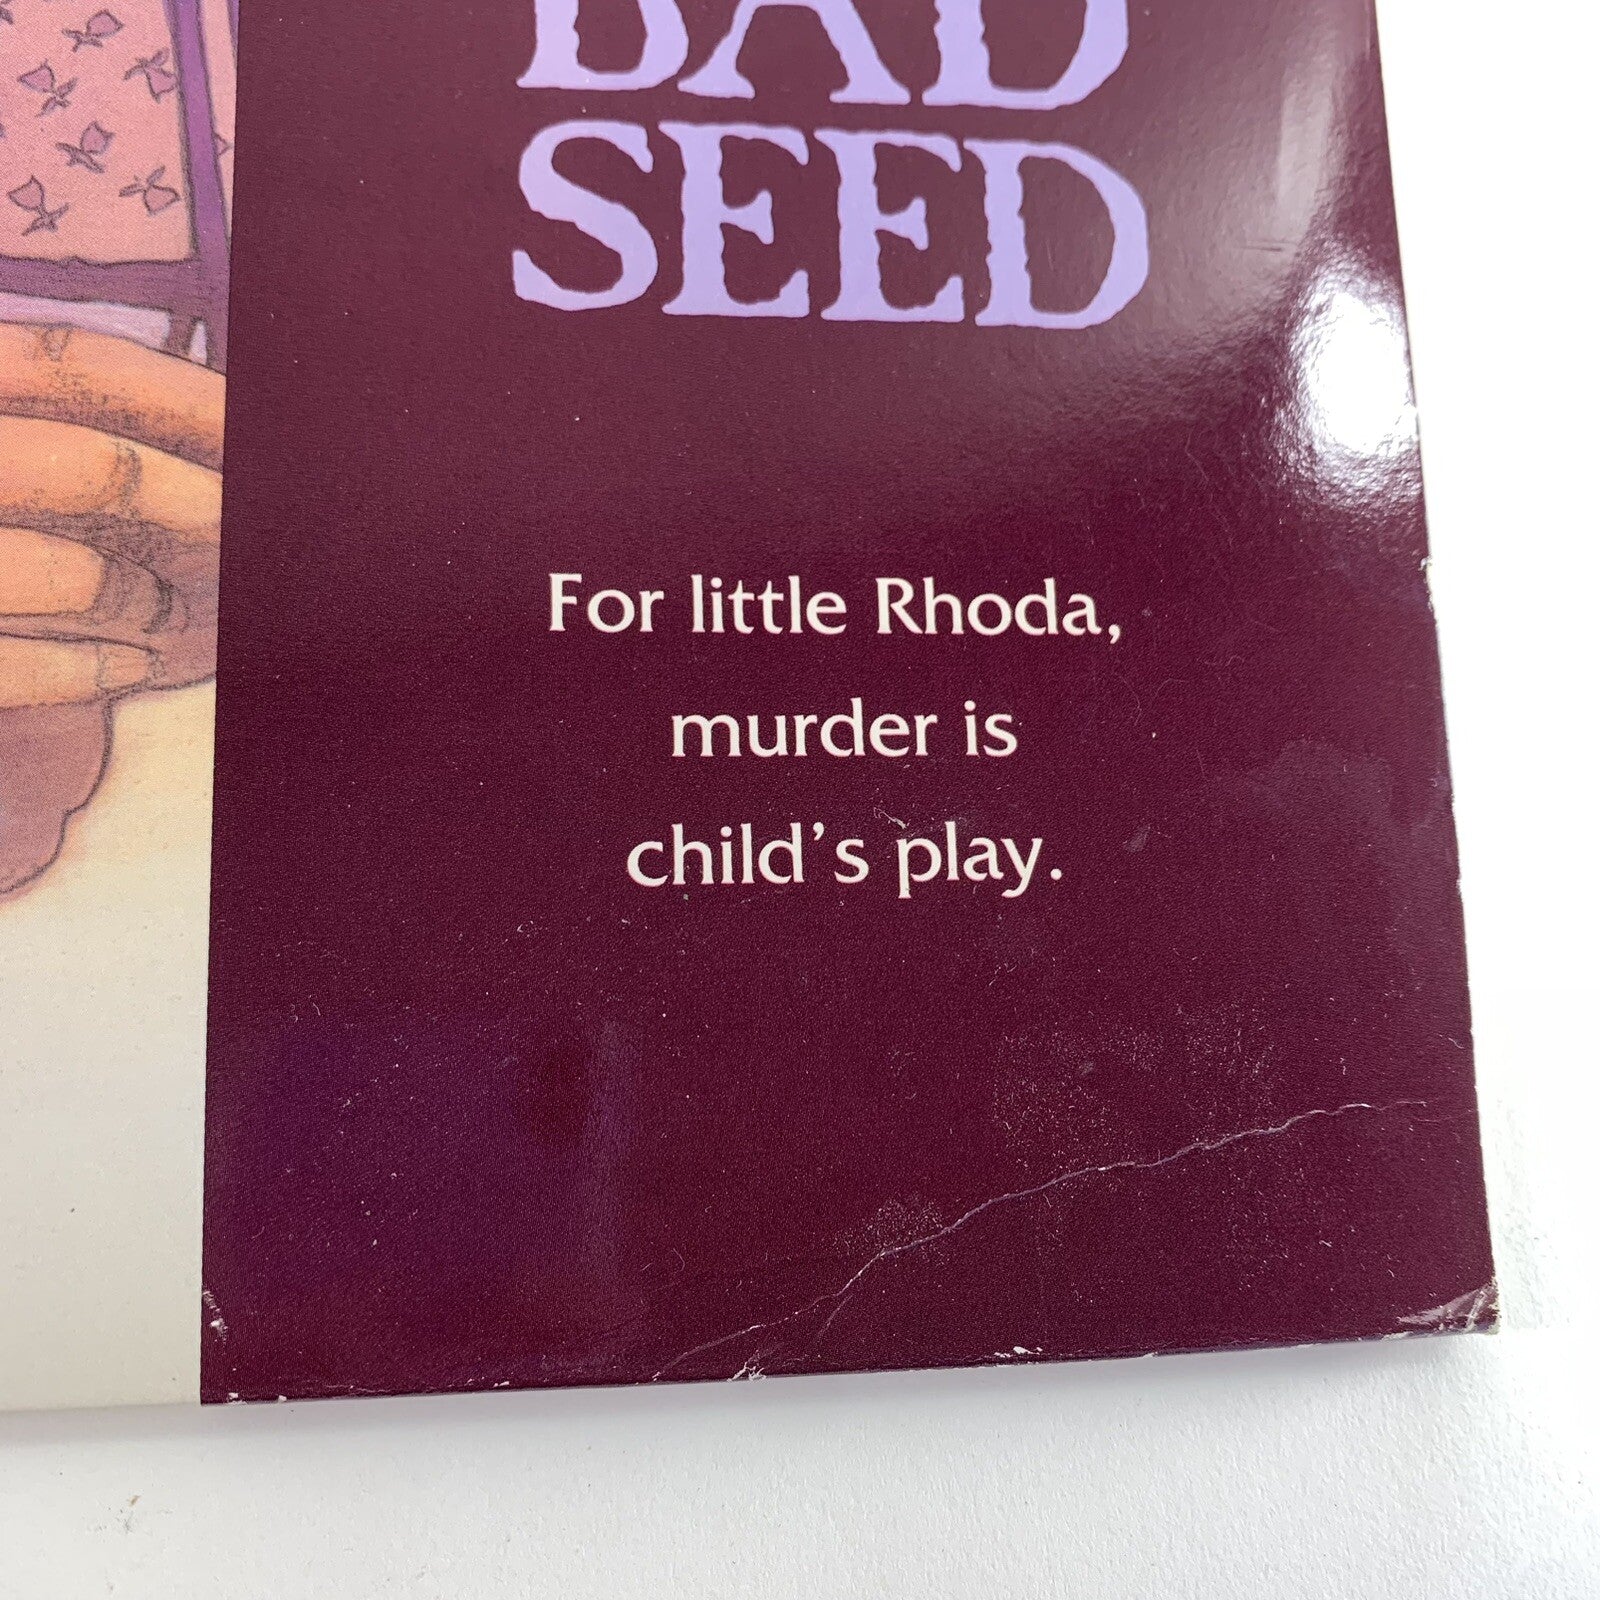 BAD
SEED
For little Rhoda,
murder is
child's play.